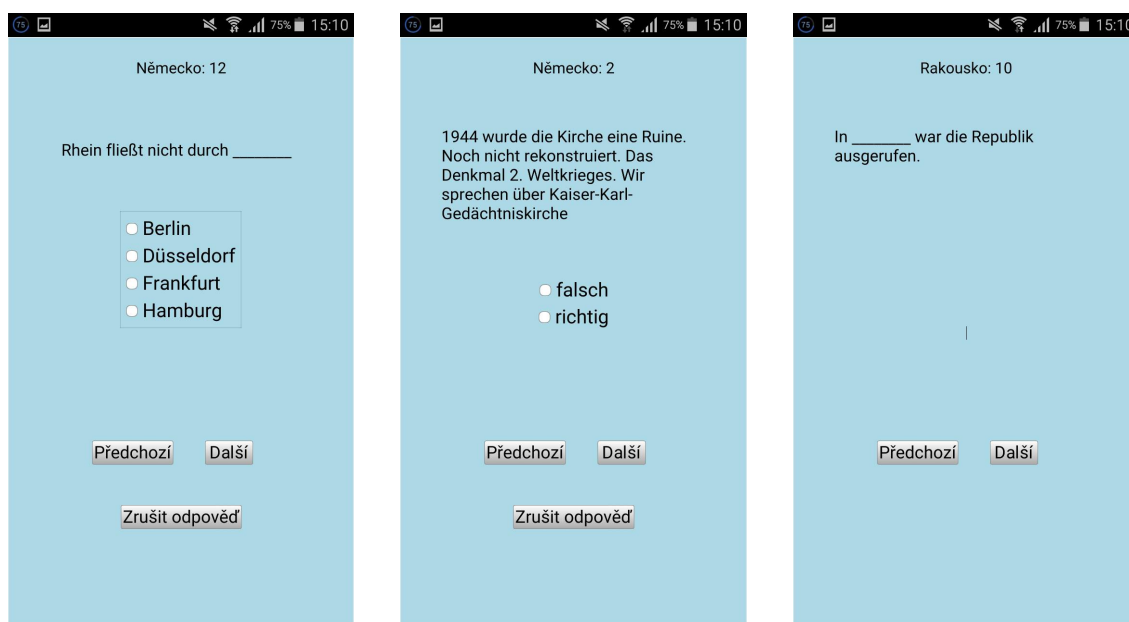 75 75% 15:10
Německo: 12
Rhein fließt nicht durch _______
Berlin
Düsseldorf
Frankfurt
Hamburg
Předchozí Další
Zrušit odpověď
75 75% 15:10
Německo: 2
1944 wurde die Kirche eine Ruine.
Noch nicht rekonstruiert. Das
Denkmal 2. Weltkrieges. Wir
sprechen über Kaiser-Karl-
Gedächtniskirche
falsch
richtig
Předchozí Další
Zrušit odpověď
75 75% 15:10
Rakousko: 10
In _______ war die Republik
ausgerufen.
Předchozí Další